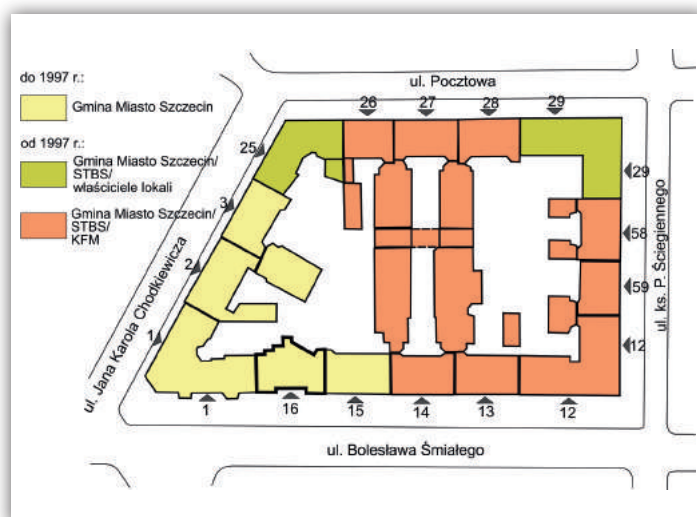 do 1997 r.:
Gmina Miasto Szczecin
od 1997 r.:
Gmina Miasto Szczecin/
STBS/
właściciele lokali
Gmina Miasto Szczecin/
STBS/
KFM
ul. Pocztowa
26
27
28
29
25
29
3
58
2
59
1
12
ul. Jana Karola Chodkiewicza
ul. ks. P. Ściegiennego
1
16
15
14
13
12
ul. Bolesława Śmiałego